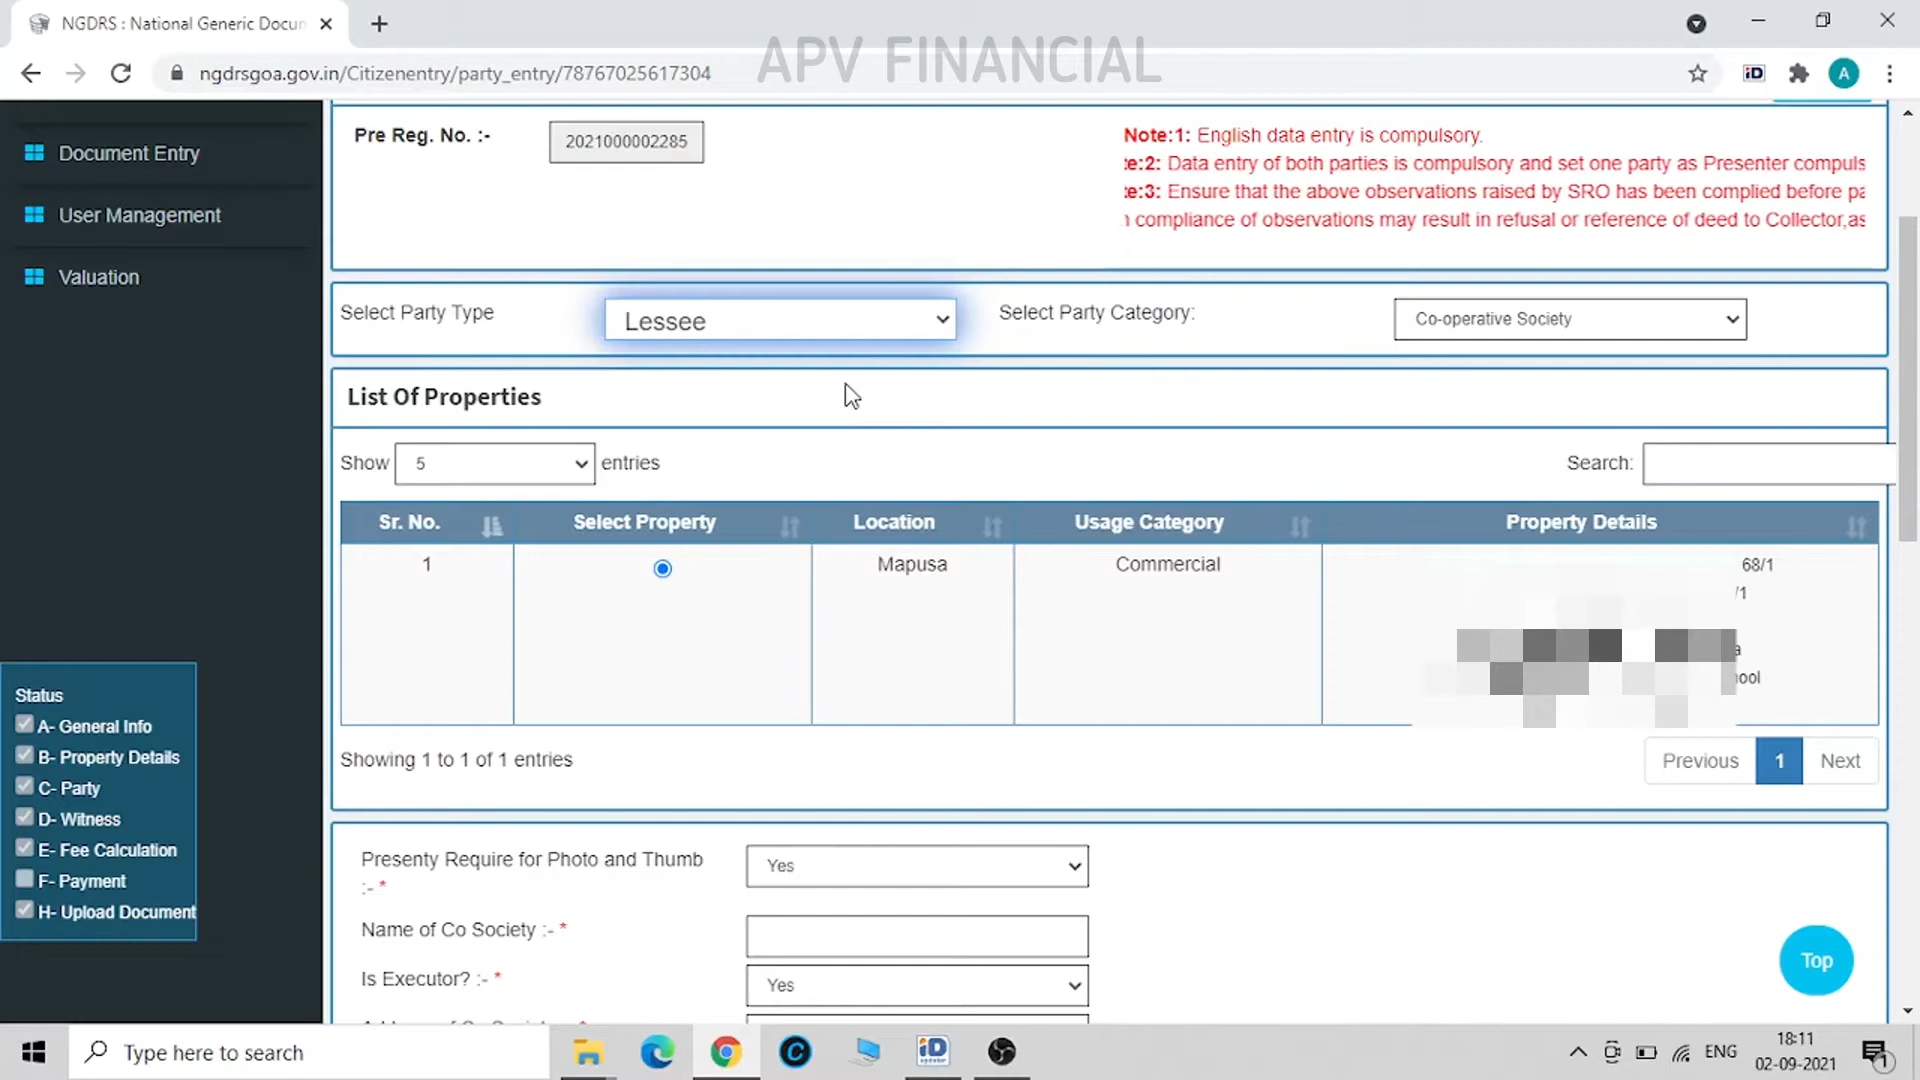 NGDRS : National Generic Docun
APV FINANCIAL
ngdrsgoa.gov.in/Citizenentry/party_entry/78767025617304
iD
A
Document Entry
User Management
Valuation
Pre Reg. No. :-
2021000002285
Note:1: English data entry is compulsory.
te:2: Data entry of both parties is compulsory and set one party as Presenter compuls
te:3: Ensure that the above observations raised by SRO has been complied before pa
compliance of observations may result in refusal or reference of deed to Collector,as
Select Party Type
Lessee
Select Party Category:
Co-operative Society
List Of Properties
Show 5 entries
Search:
Sr. No. Select Property Location Usage Category Property Details
1 Mapusa Commercial 68/1
/1
a
ool
Showing 1 to 1 of 1 entries
Previous 1 Next
Status
A- General Info
B- Property Details
C- Party
D- Witness
E- Fee Calculation
F- Payment
H- Upload Document
Presenty Require for Photo and Thumb
:- *
Yes
Name of Co Society :- *
Is Executor? :- *
Yes
Top
Type here to search
ENG
18:11
02-09-2021
1